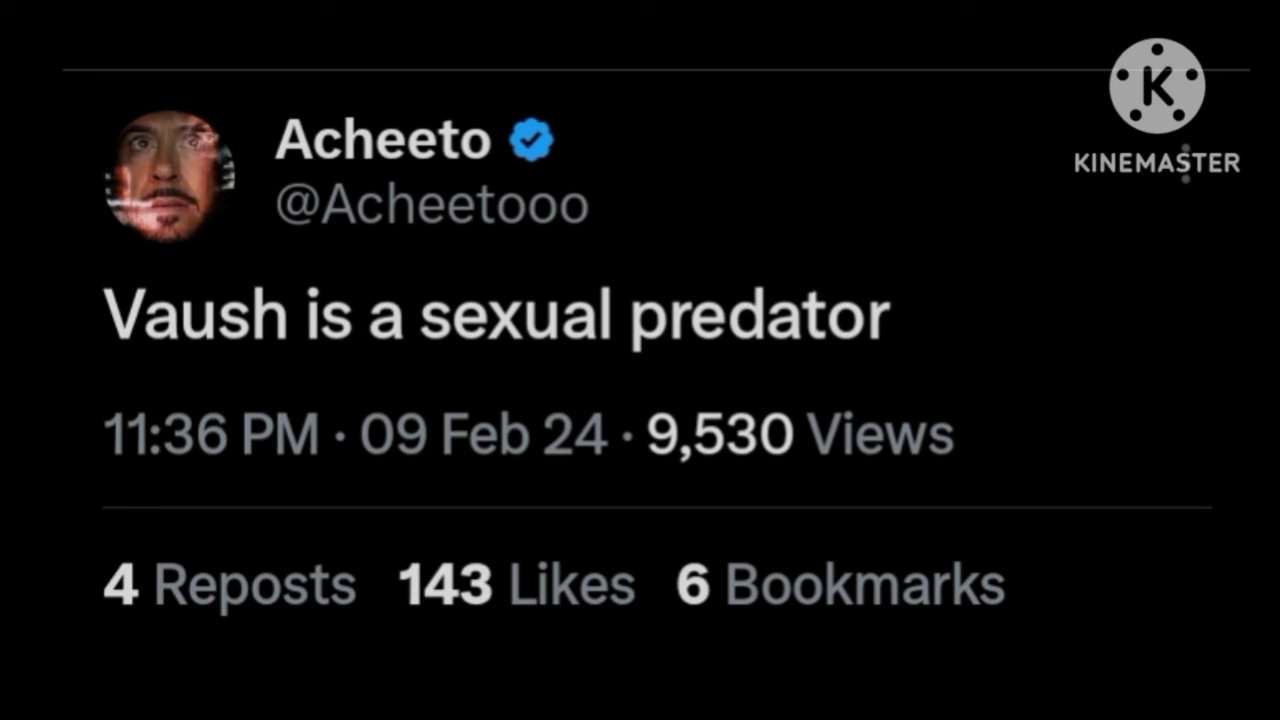 KINEMASTER
Acheeto
@Acheetooo
Vaush is a sexual predator
11:36 PM · 09 Feb 24 · 9,530 Views
4 Reposts 143 Likes 6 Bookmarks